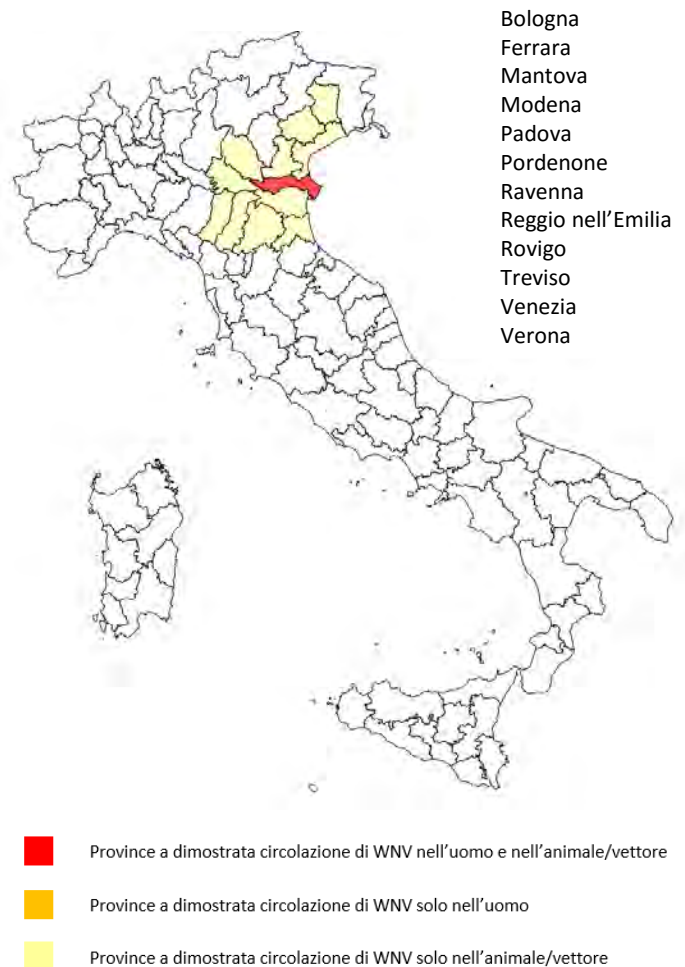 Bologna
Ferrara
Mantova
Modena
Padova
Pordenone
Ravenna
Reggio nell’Emilia
Rovigo
Treviso
Venezia
Verona
Province a dimostrata circolazione di WNV nell’uomo e nell’animale/vettore
Province a dimostrata circolazione di WNV solo nell’uomo
Province a dimostrata circolazione di WNV solo nell’animale/vettore